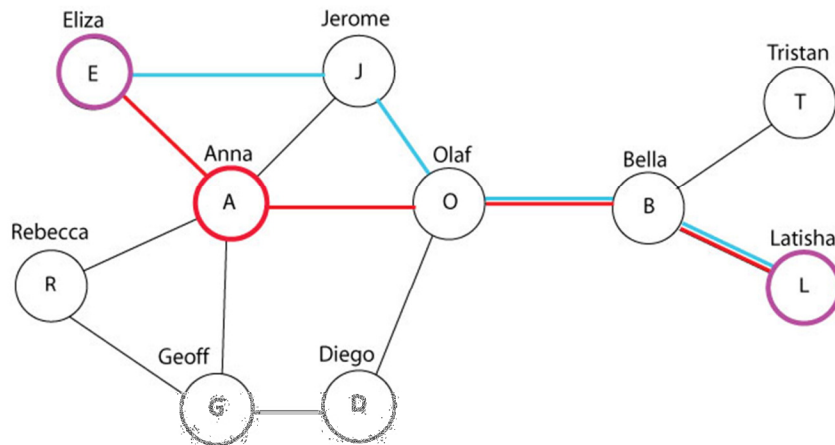 Eliza
E
Jerome
J
Tristan
T
Anna
A
Olaf
O
Bella
B
Rebecca
R
Latisha
L
Geoff
G
Diego
D